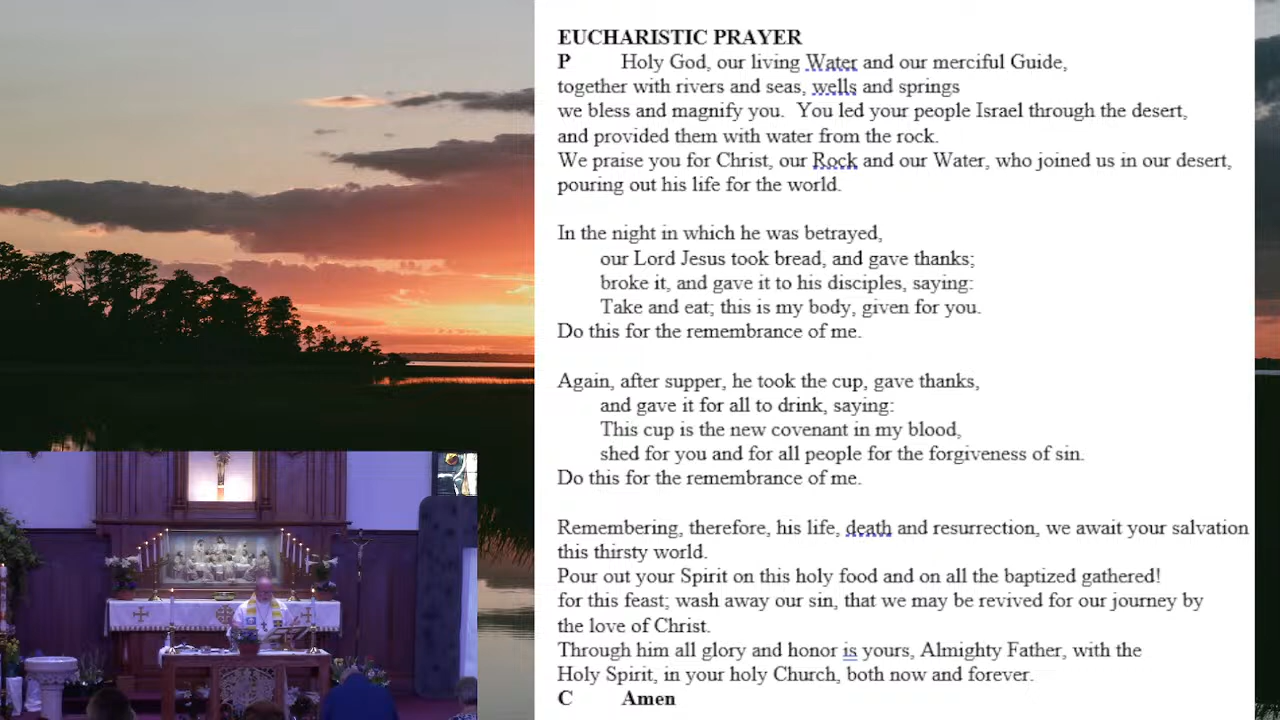 EUCHARISTIC PRAYER
P Holy God, our living Water and our merciful Guide,
together with rivers and seas, wells and springs
we bless and magnify you. You led your people Israel through the desert,
and provided them with water from the rock.
We praise you for Christ, our Rock and our Water, who joined us in our desert,
pouring out his life for the world.
In the night in which he was betrayed,
our Lord Jesus took bread, and gave thanks;
broke it, and gave it to his disciples, saying:
Take and eat; this is my body, given for you.
Do this for the remembrance of me.
Again, after supper, he took the cup, gave thanks,
and gave it for all to drink, saying:
This cup is the new covenant in my blood,
shed for you and for all people for the forgiveness of sin.
Do this for the remembrance of me.
Remembering, therefore, his life, death and resurrection, we await your salvation
this thirsty world.
Pour out your Spirit on this holy food and on all the baptized gathered!
for this feast; wash away our sin, that we may be revived for our journey by
the love of Christ.
Through him all glory and honor is yours, Almighty Father, with the
Holy Spirit, in your holy Church, both now and forever.
C Amen